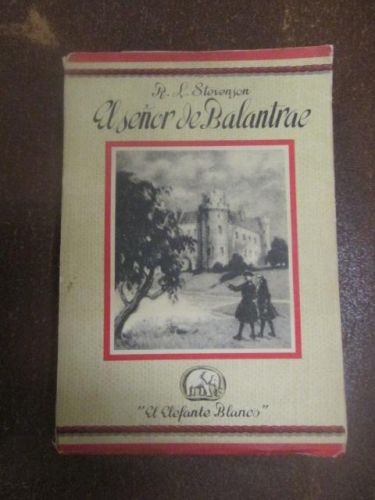 R. L. Stevenson
El señor de Balantrae
"El Elefante Blanco"